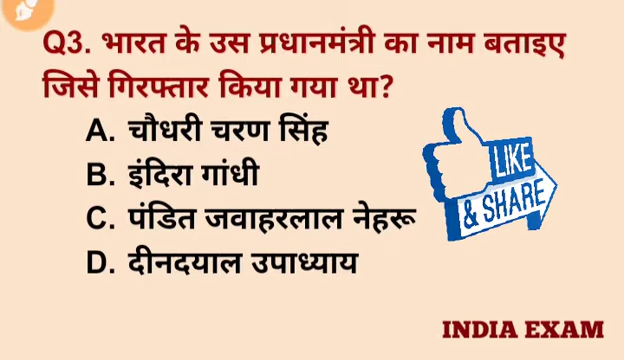 Q3. भारत के उस प्रधानमंत्री का नाम बताइए
जिसे गिरफ्तार किया गया था?
A. चौधरी चरण सिंह
B. इंदिरा गांधी
C. पंडित जवाहरलाल नेहरू
D. दीनदयाल उपाध्याय
LIKE
& SHARE
INDIA EXAM